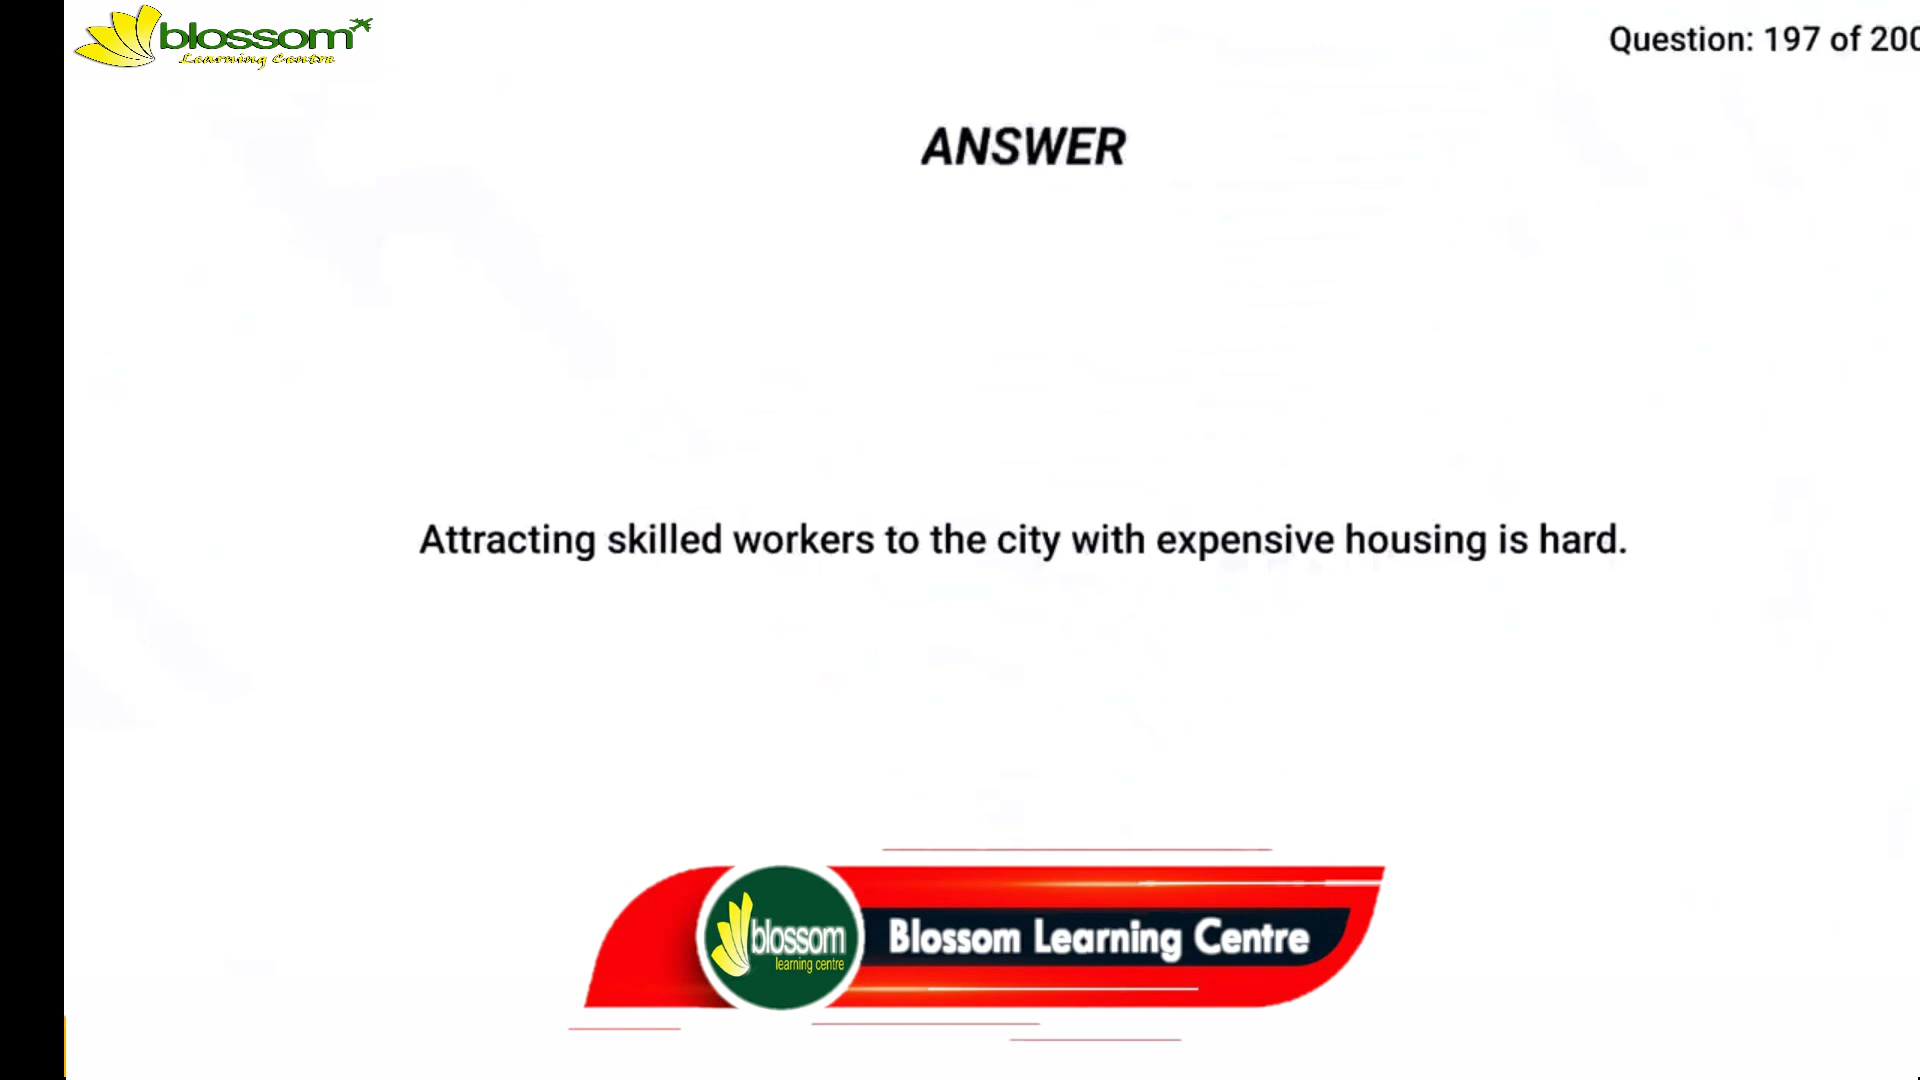 blossom
Learning Centre
Question: 197 of 200
ANSWER
Attracting skilled workers to the city with expensive housing is hard.
blossom
learning centre
Blossom Learning Centre